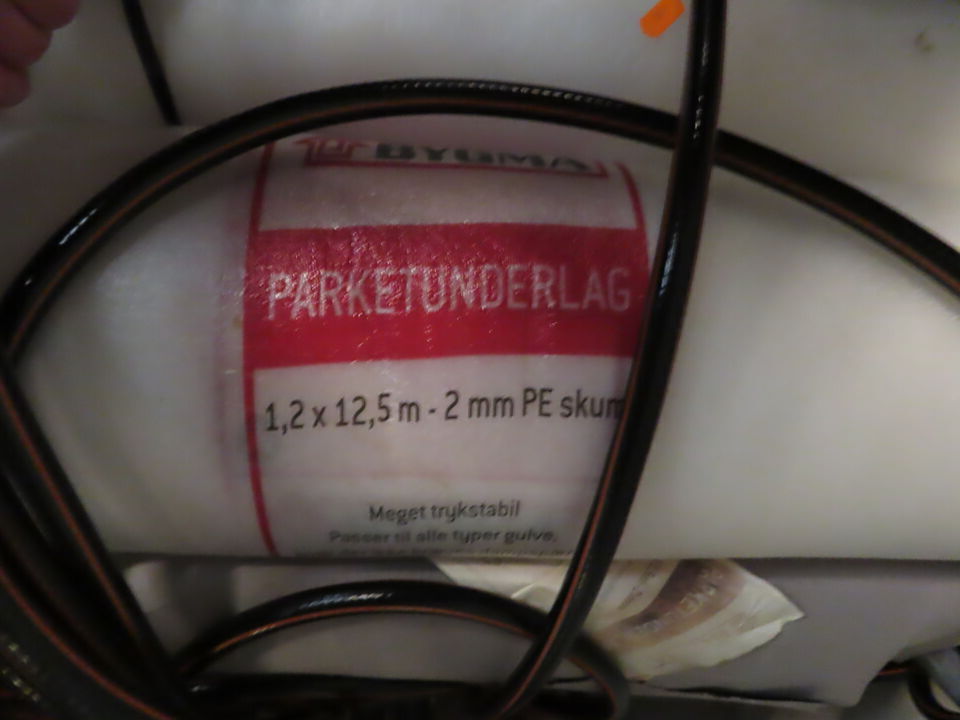 BYGMA
PARKETUNDERLAG
1,2 x 12,5 m - 2 mm PE skum
Meget trykstabil
Passer til alle typer gulve,